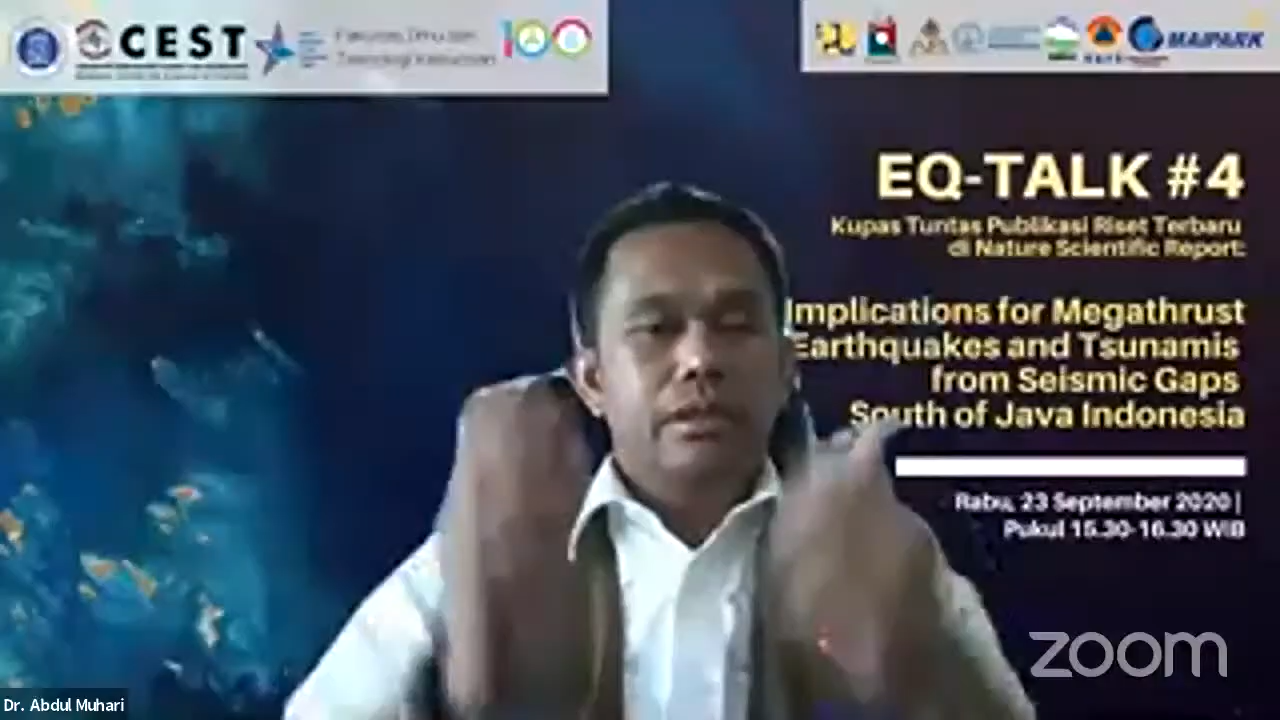 CEST
100
MAIPARK
EQ-TALK #4
Kupas Tuntas Publikasi Riset Terbaru
di Nature Scientific Report:
Implications for Megathrust
Earthquakes and Tsunamis
from Seismic Gaps
South of Java Indonesia
Rabu, 23 September 2020 |
Pukul 15.30-16.30 WIB
zoom
Dr. Abdul Muhari